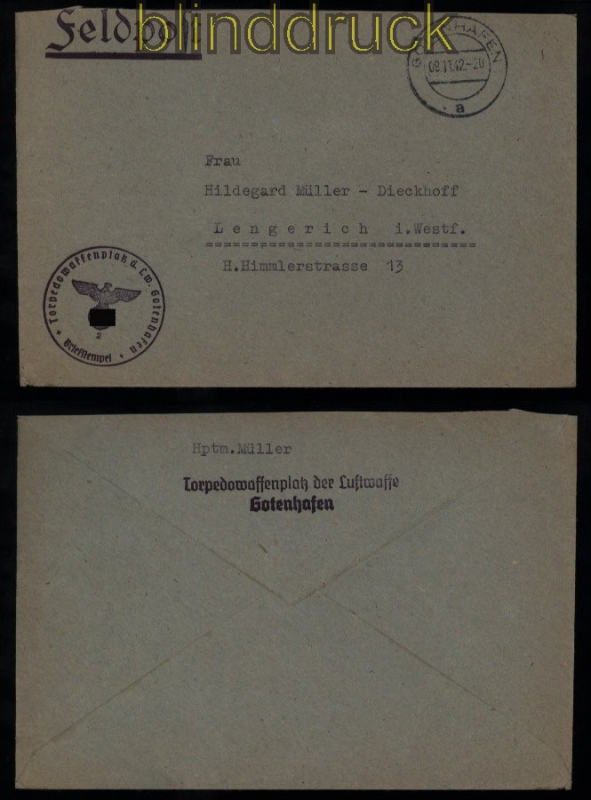 blinddruck
Feldpost
GOTENHAFEN
08.11.42.-20
a
Frau
Hildegard Müller - Dieckhoff
Lengerich i.Westf.
H.Himmlerstrasse 13
Torpedowaffenplatz d. Lw. Gotenhafen
2
Briefstempel
Hptm.Müller
Torpedowaffenplatz der Luftwaffe
Gotenhafen